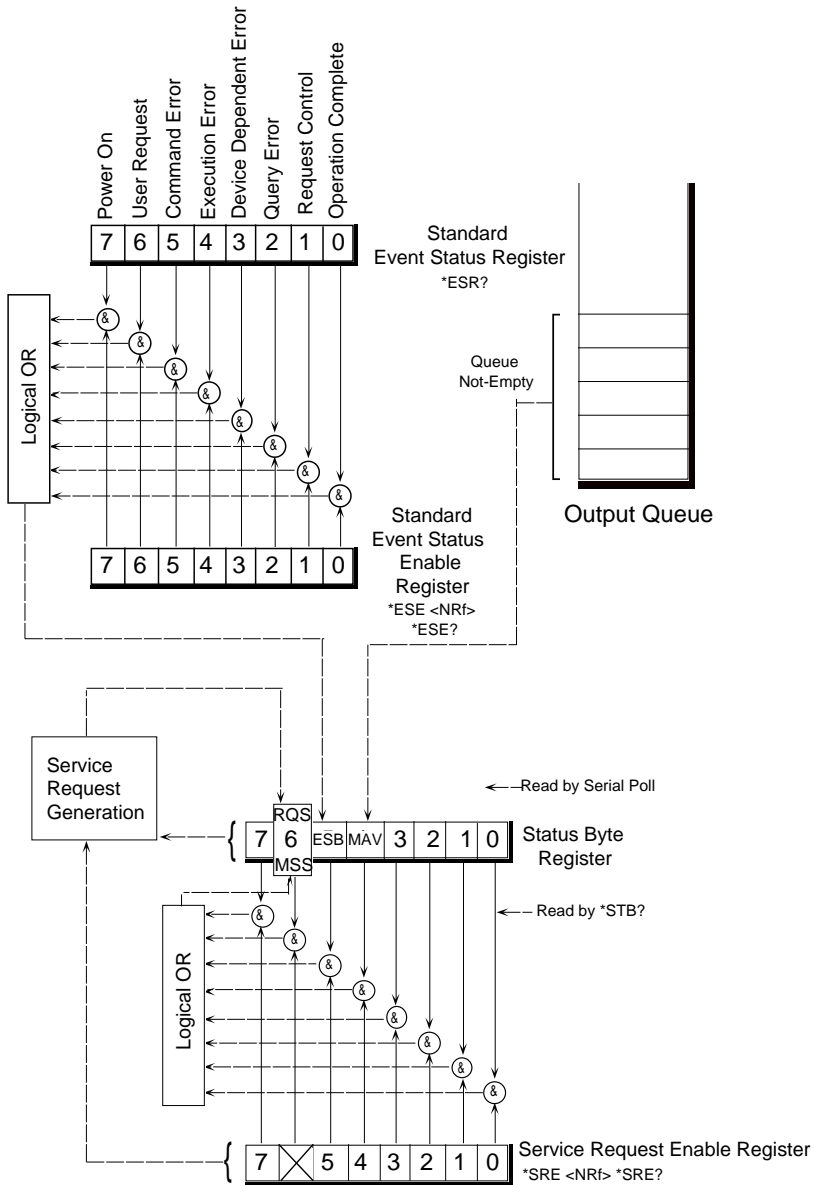 Power On
User Request
Command Error
Execution Error
Device Dependent Error
Query Error
Request Control
Operation Complete
7 6 5 4 3 2 1 0
Standard
Event Status Register
*ESR?
Logical OR
&
&
&
&
&
&
&
&
Queue
Not-Empty
Output Queue
Standard
Event Status
Enable
Register
*ESE <NRf>
*ESE?
7 6 5 4 3 2 1 0
Service
Request
Generation
Read by Serial Poll
RQS
{ 7 6 ESB MAV 3 2 1 0
MSS
Status Byte
Register
Read by *STB?
Logical OR
&
&
&
&
&
&
&
&
{ 7 5 4 3 2 1 0
Service Request Enable Register
*SRE <NRf> *SRE?